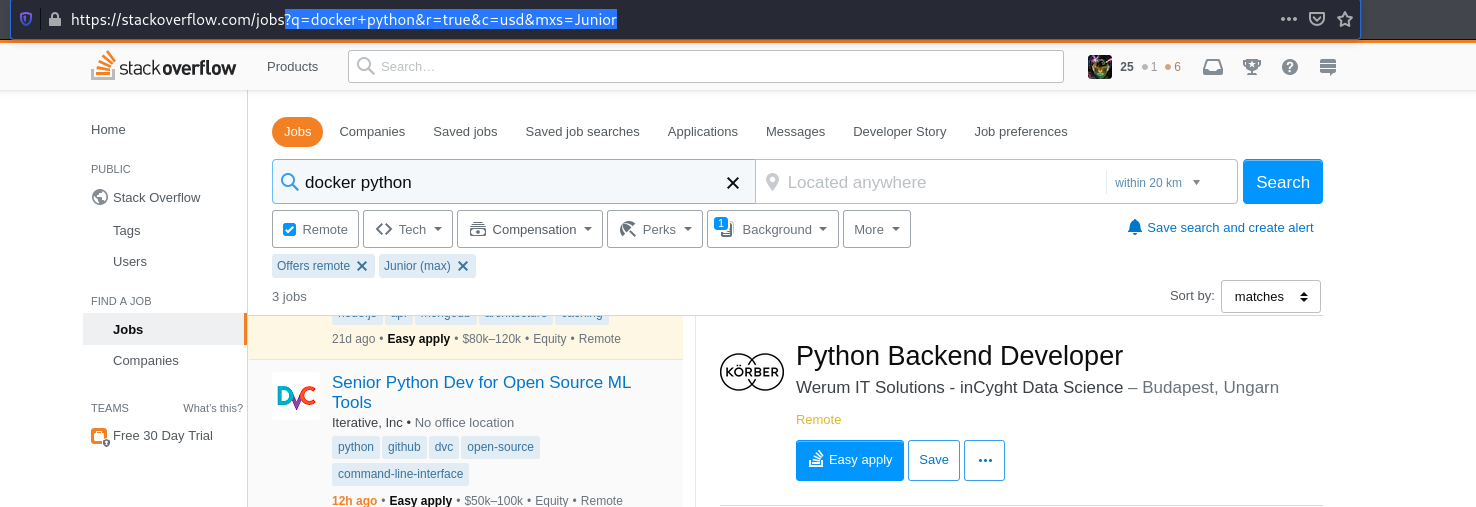 https://stackoverflow.com/jobs?q=docker+python&r=true&c=usd&mxs=Junior
stackoverflow
Products
Search…
25 1 6
Home
PUBLIC
Stack Overflow
Tags
Users
FIND A JOB
Jobs
Companies
TEAMS What's this?
Free 30 Day Trial
Jobs Companies Saved jobs Saved job searches Applications Messages Developer Story Job preferences
docker python
Located anywhere within 20 km
Search
Remote Tech Compensation Perks 1 Background More
Save search and create alert
Offers remote Junior (max)
3 jobs
Sort by: matches
21d ago • Easy apply • $80k–120k • Equity • Remote
DVC
Senior Python Dev for Open Source ML
Tools
Iterative, Inc • No office location
python github dvc open-source
command-line-interface
12h ago • Easy apply • $50k–100k • Equity • Remote
KÖRBER
Python Backend Developer
Werum IT Solutions - inCyght Data Science – Budapest, Ungarn
Remote
Easy apply Save